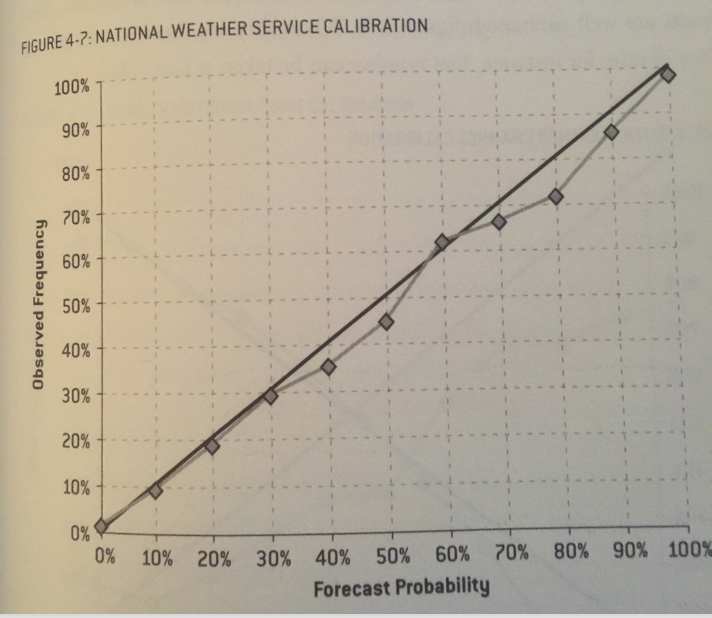 FIGURE 4-7: NATIONAL WEATHER SERVICE CALIBRATION
100%
90%
80%
70%
60%
50%
40%
30%
20%
10%
0%
Observed Frequency
0% 10% 20% 30% 40% 50% 60% 70% 80% 90% 100%
Forecast Probability